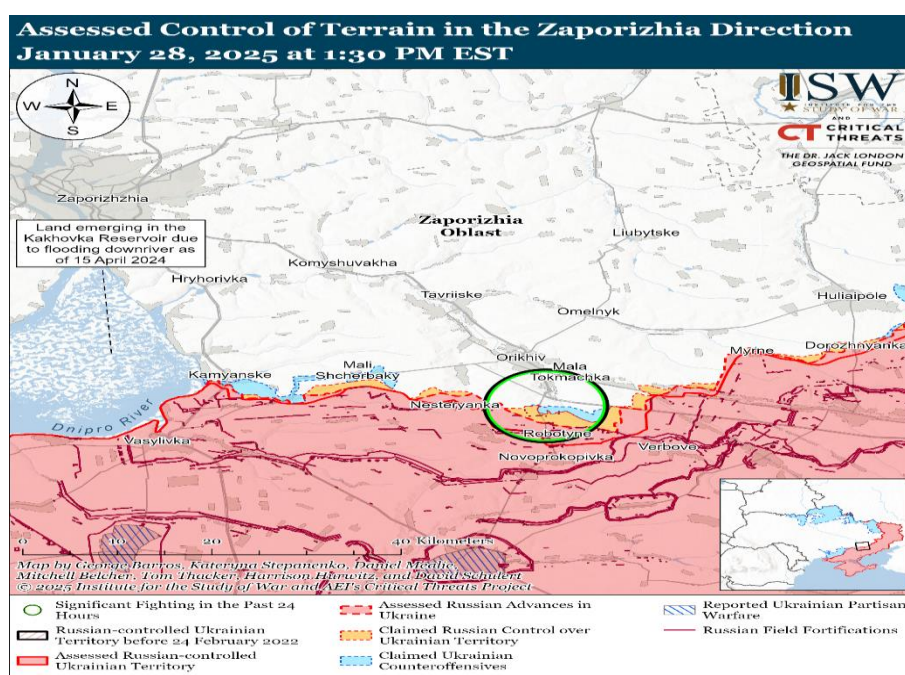 Assessed Control of Terrain in the Zaporizhia Direction
January 28, 2025 at 1:30 PM EST
N
W E
S
ISW
INSTITUTE FOR THE
STUDY OF WAR
AND
CT CRITICAL
THREATS
THE DR. JACK LONDON
GEOSPATIAL FUND
Zaporizhzhia
Land emerging in the
Kakhovka Reservoir due
to flooding downriver as
of 15 April 2024
Zaporizhia
Oblast
Liubytske
Komyshuvakha
Hryhorivka
Tavriiske
Huliaipole
Omelnyk
Orikhiv
Mala
Tokmachka
Myrne
Dorozhnyanka
Mali
Shcherbaky
Kamyanske
Nesteryanka
Robotyne
Dnipro River
Vasylivka
Verbove
Novoprokopivka
0 10 20 40 Kilometers
Map by George Barros, Kateryna Stepanenko, Daniel Mealie,
Mitchell Belcher, Tom Thacker, Harrison Hurwitz, and David Schulert
© 2025 Institute for the Study of War and AEI's Critical Threats Project
Significant Fighting in the Past 24
Hours
Russian-controlled Ukrainian
Territory before 24 February 2022
Assessed Russian-controlled
Ukrainian Territory
Assessed Russian Advances in
Ukraine
Claimed Russian Control over
Ukrainian Territory
Claimed Ukrainian
Counteroffensives
Reported Ukrainian Partisan
Warfare
Russian Field Fortifications